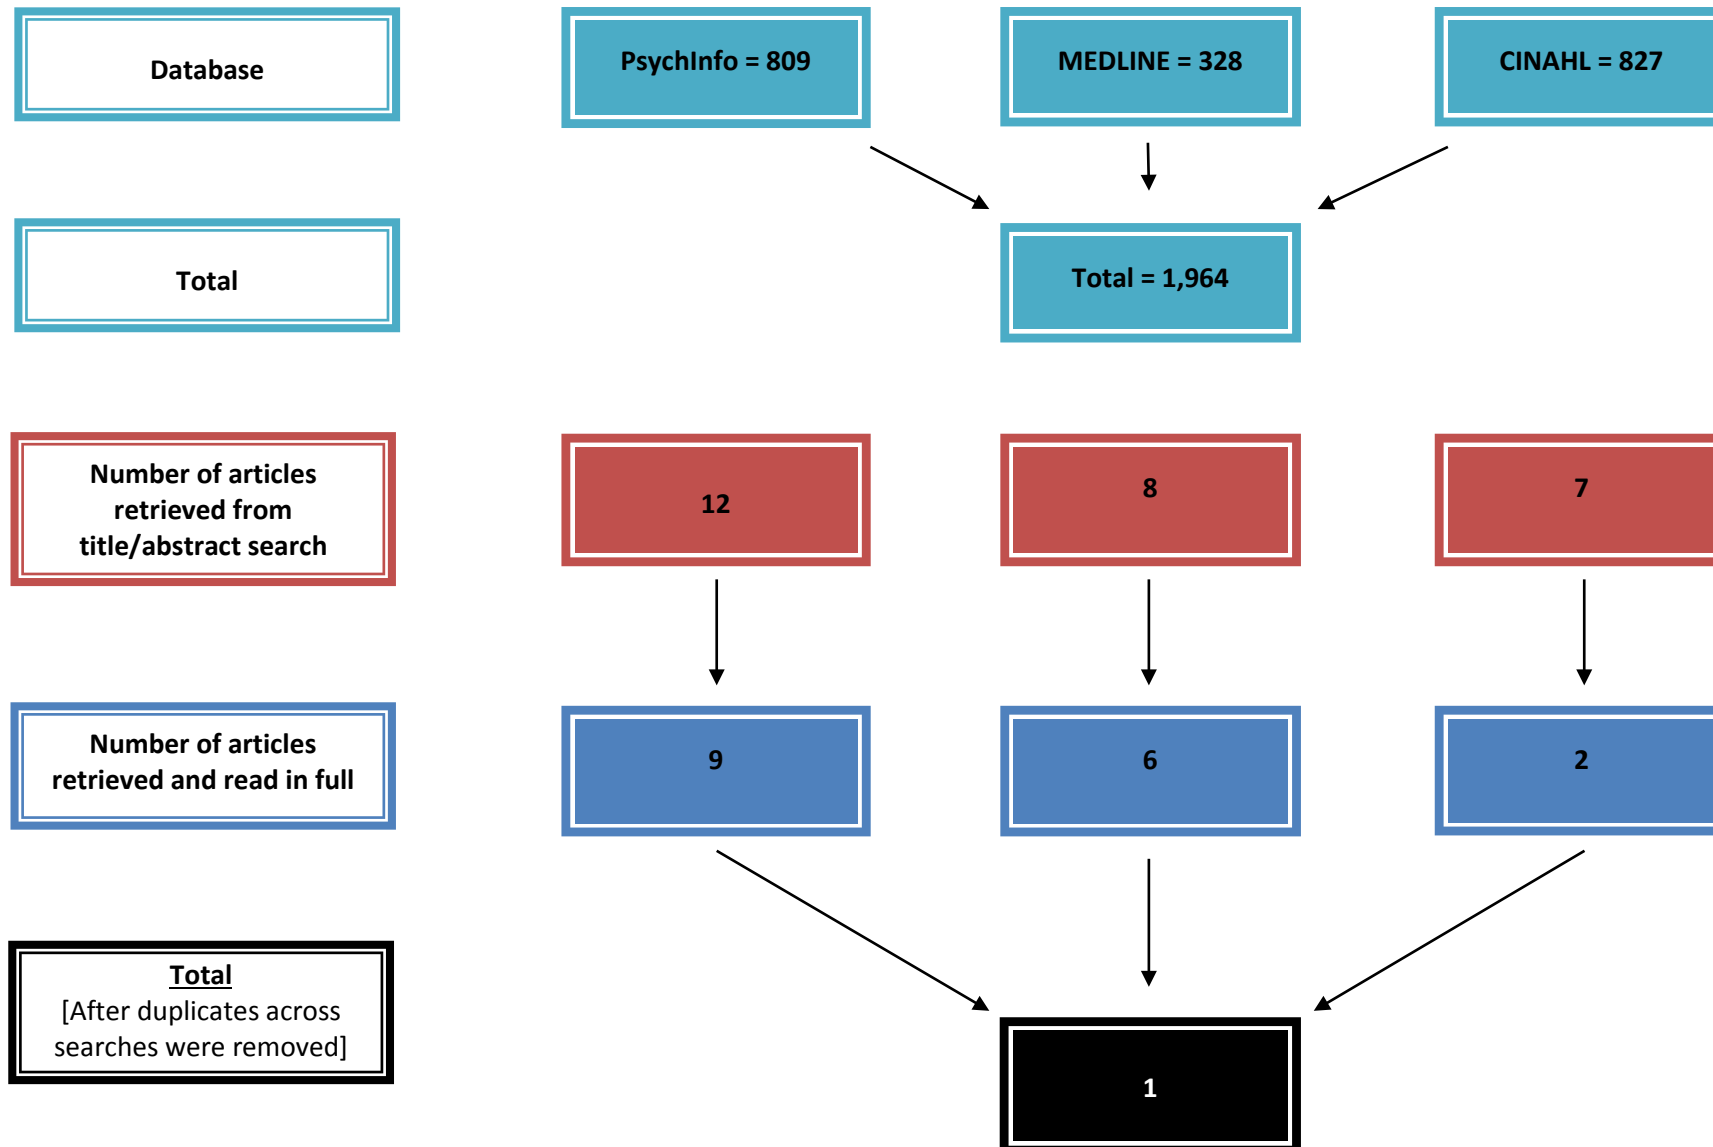 Database
PsychInfo = 809
MEDLINE = 328
CINAHL = 827
Total
Total = 1,964
Number of articles
retrieved from
title/abstract search
12
8
7
Number of articles
retrieved and read in full
9
6
2
Total
[After duplicates across
searches were removed]
1